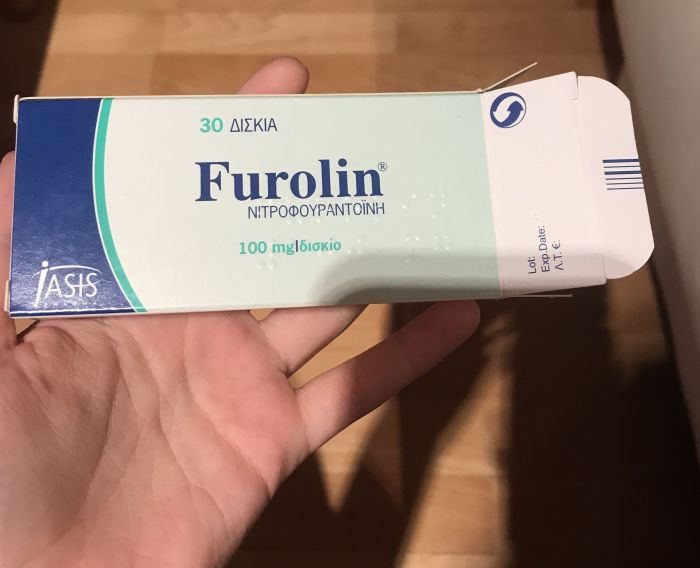 30 ΔΙΣΚΙΑ
Furolin®
ΝΙΤΡΟΦΟΥΡΑΝΤΟΪΝΗ
100 mg/δισκίο
iASIS
Lot:
Exp.Date:
Λ.Τ. €: